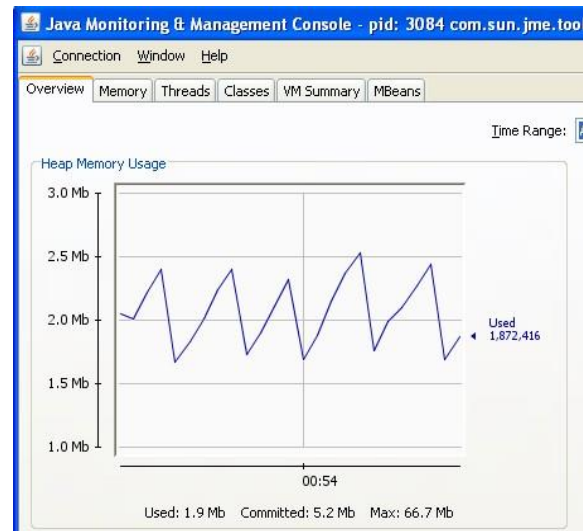 Java Monitoring & Management Console - pid: 3084 com.sun.jme.too
Connection Window Help
Overview Memory Threads Classes VM Summary MBeans
Time Range:
Heap Memory Usage
3.0 Mb
2.5 Mb
2.0 Mb
1.5 Mb
1.0 Mb
Used
1,872,416
00:54
Used: 1.9 Mb Committed: 5.2 Mb Max: 66.7 Mb